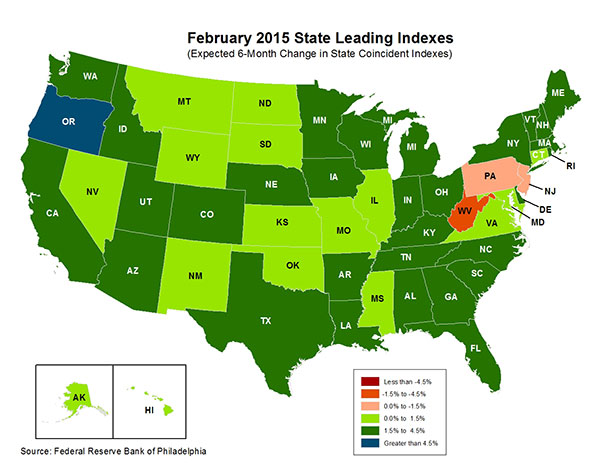 February 2015 State Leading Indexes
(Expected 6-Month Change in State Coincident Indexes)
WA
MT
ND
MN
MI
ME
VT
NH
OR
ID
SD
WI
MI
NY
MA
CT
RI
WY
IA
PA
NJ
NV
NE
IL
IN
OH
DE
UT
CO
WV
VA
MD
CA
KS
MO
KY
NC
TN
AZ
NM
OK
AR
SC
MS
AL
GA
TX
LA
FL
AK
HI
Less than -4.5%
-1.5% to -4.5%
0.0% to -1.5%
0.0% to 1.5%
1.5% to 4.5%
Greater than 4.5%
Source: Federal Reserve Bank of Philadelphia